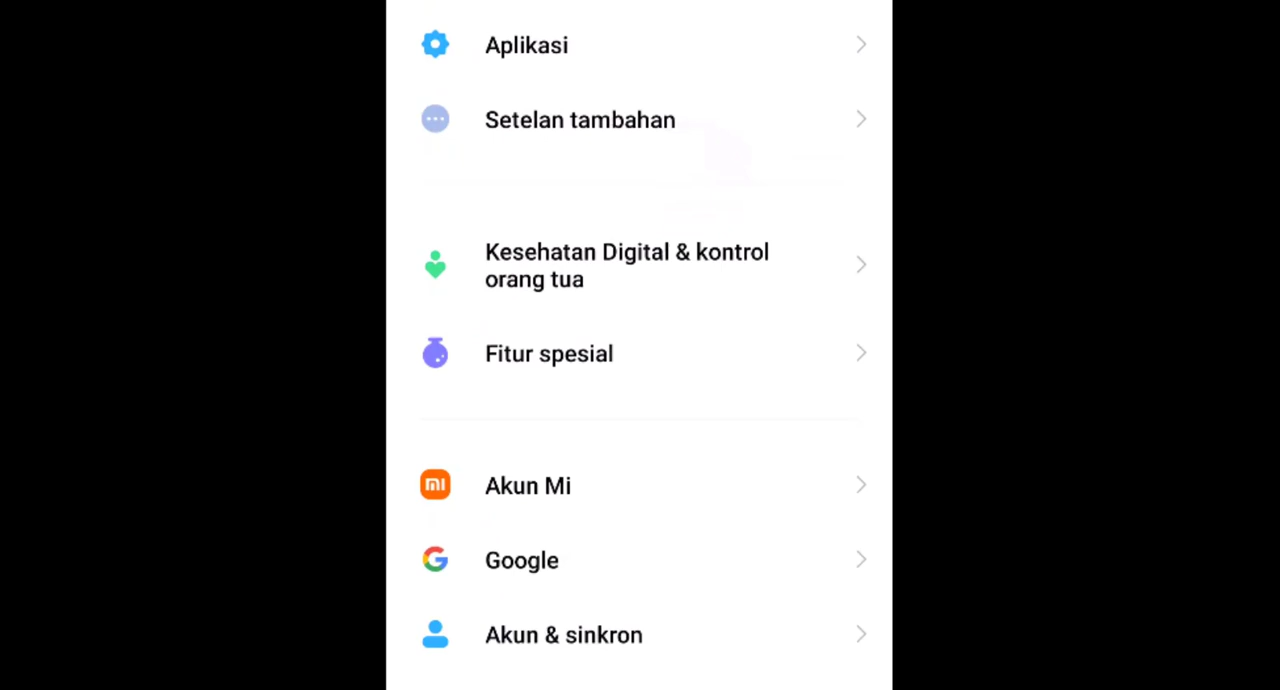 Aplikasi
Setelan tambahan
Kesehatan Digital & kontrol
orang tua
Fitur spesial
Akun Mi
Google
Akun & sinkron